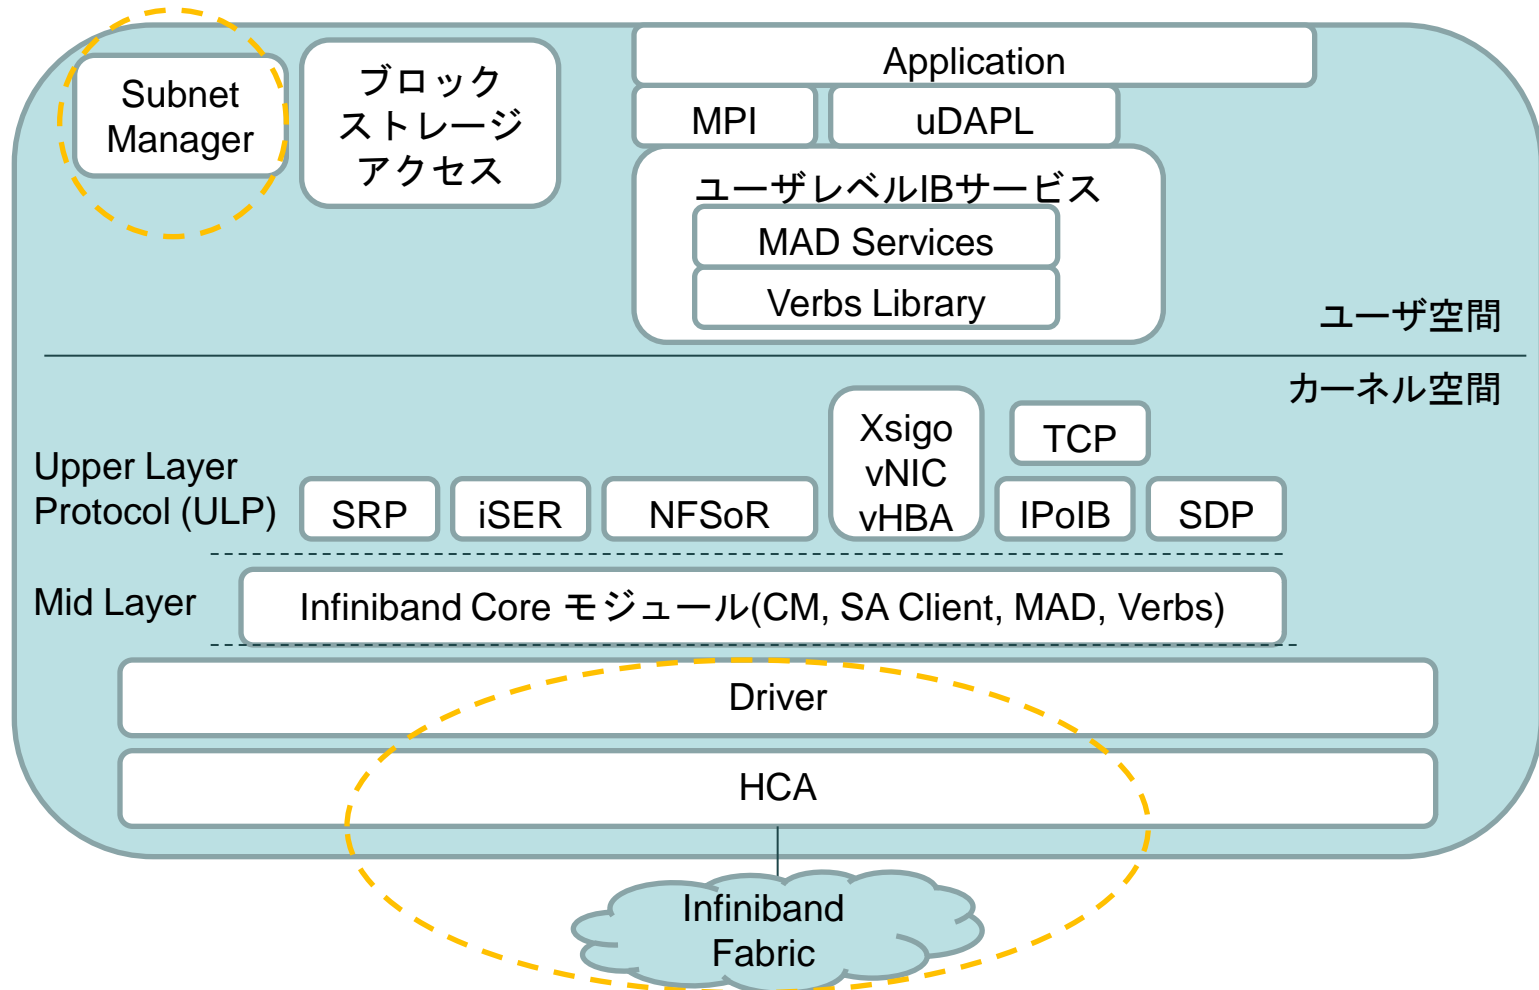 Subnet
Manager
ブロック
ストレージ
アクセス
Application
MPI
uDAPL
ユーザレベルIBサービス
MAD Services
Verbs Library
ユーザ空間
カーネル空間
Upper Layer
Protocol (ULP)
SRP
iSER
NFSoR
Xsigo
vNIC
vHBA
TCP
IPoIB
SDP
Mid Layer
Infiniband Core モジュール(CM, SA Client, MAD, Verbs)
Driver
HCA
Infiniband
Fabric